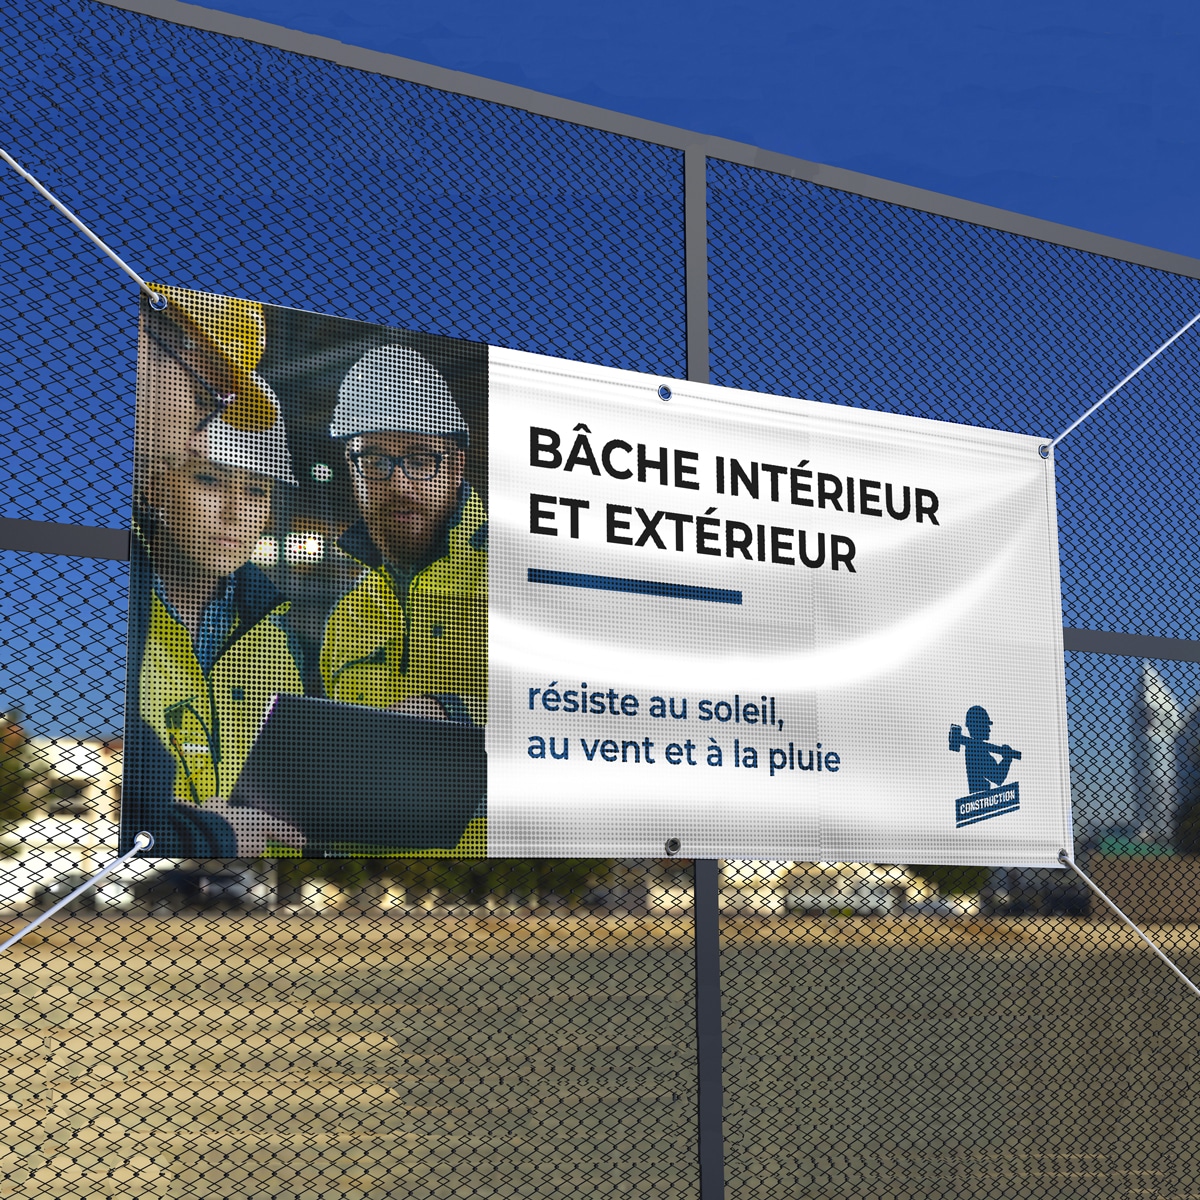 BÂCHE INTÉRIEUR
ET EXTÉRIEUR
résiste au soleil,
au vent et à la pluie
CONSTRUCTION